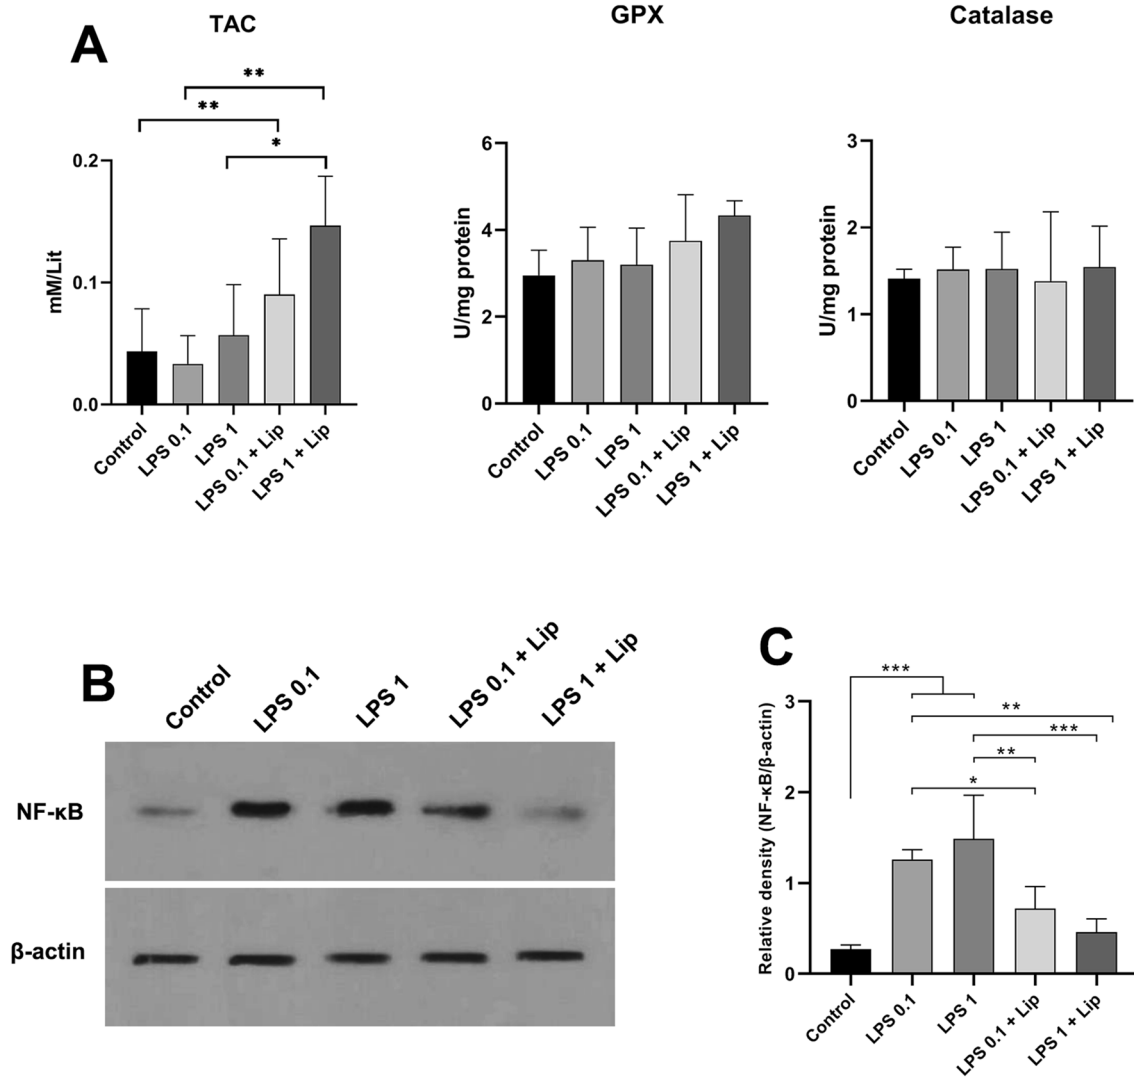 A
TAC
GPX
Catalase
**
**
*
mM/Lit
0.2
0.1
0.0
Control
LPS 0.1
LPS 1
LPS 0.1 + Lip
LPS 1 + Lip
U/mg protein
6
4
2
0
Control
LPS 0.1
LPS 1
LPS 0.1 + Lip
LPS 1 + Lip
U/mg protein
3
2
1
0
Control
LPS 0.1
LPS 1
LPS 0.1 + Lip
LPS 1 + Lip
B
Control
LPS 0.1
LPS 1
LPS 0.1 + Lip
LPS 1 + Lip
NF-κB
β-actin
C
***
**
***
**
*
Relative density (NF-κB/β-actin)
3
2
1
0
Control
LPS 0.1
LPS 1
LPS 0.1 + Lip
LPS 1 + Lip